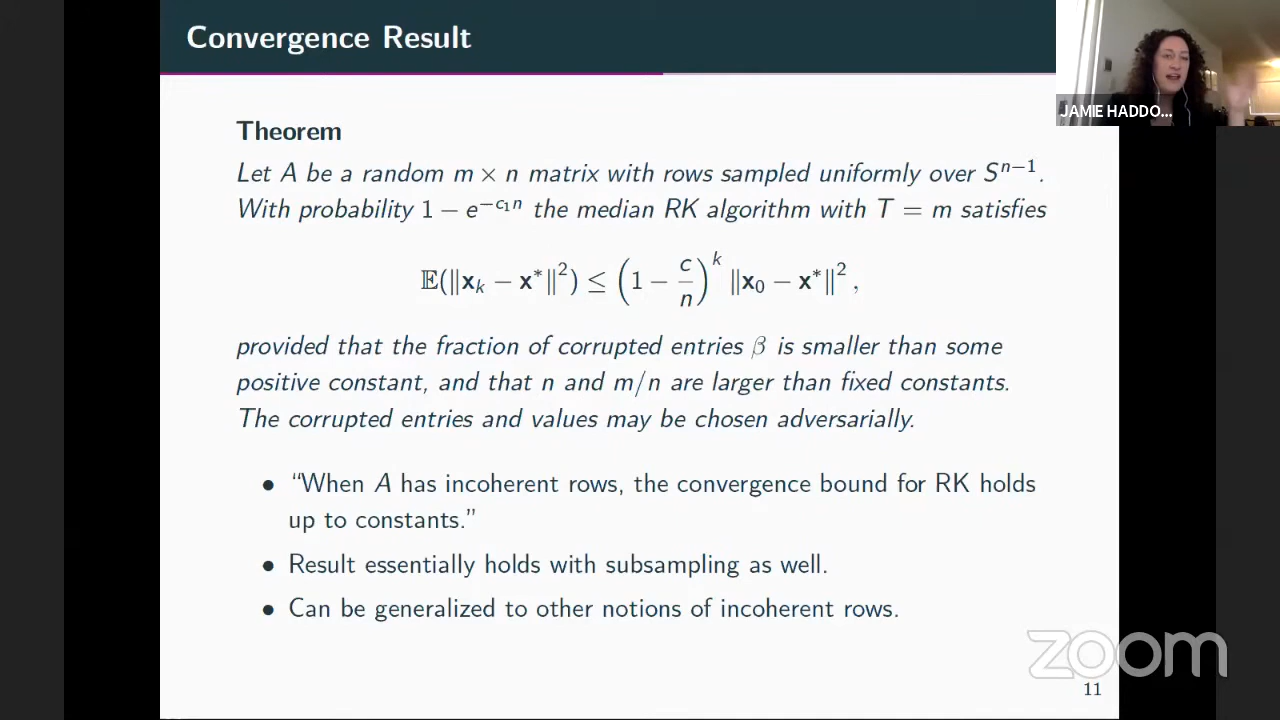 Convergence Result
JAMIE HADDO...
Theorem
Let A be a random m × n matrix with rows sampled uniformly over Sⁿ⁻¹.
With probability 1 − e^{−c₁n} the median RK algorithm with T = m satisfies
𝔼(‖x_k − x*‖²) ≤ (1 − c/n)^k ‖x₀ − x*‖²,
provided that the fraction of corrupted entries β is smaller than some
positive constant, and that n and m/n are larger than fixed constants.
The corrupted entries and values may be chosen adversarially.
• “When A has incoherent rows, the convergence bound for RK holds
up to constants.”
• Result essentially holds with subsampling as well.
• Can be generalized to other notions of incoherent rows.
zoom
11